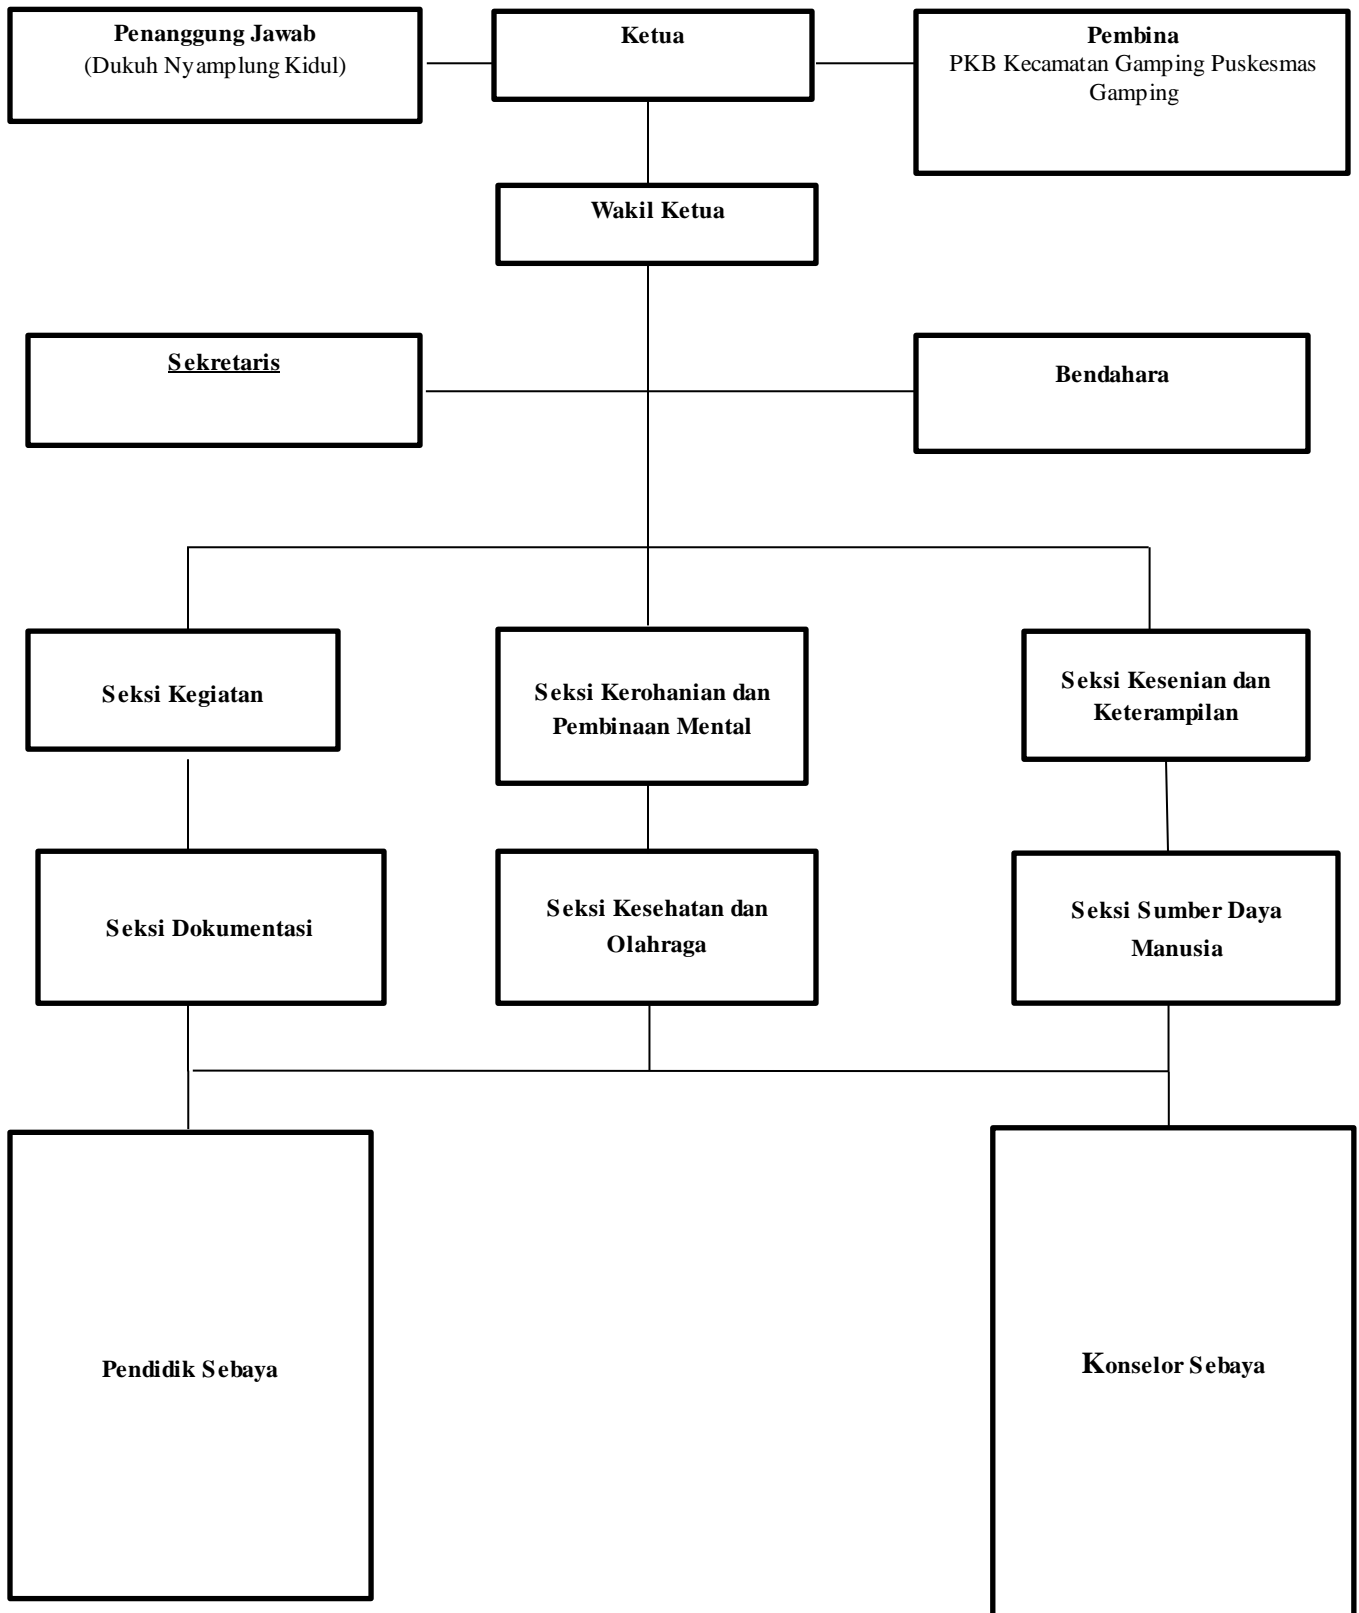 Penanggung Jawab
(Dukuh Nyamplung Kidul)
Ketua
Pembina
PKB Kecamatan Gamping Puskesmas
Gamping
Wakil Ketua
Sekretaris
Bendahara
Seksi Kegiatan
Seksi Kerohanian dan
Pembinaan Mental
Seksi Kesenian dan
Keterampilan
Seksi Dokumentasi
Seksi Kesehatan dan
Olahraga
Seksi Sumber Daya
Manusia
Pendidik Sebaya
Konselor Sebaya